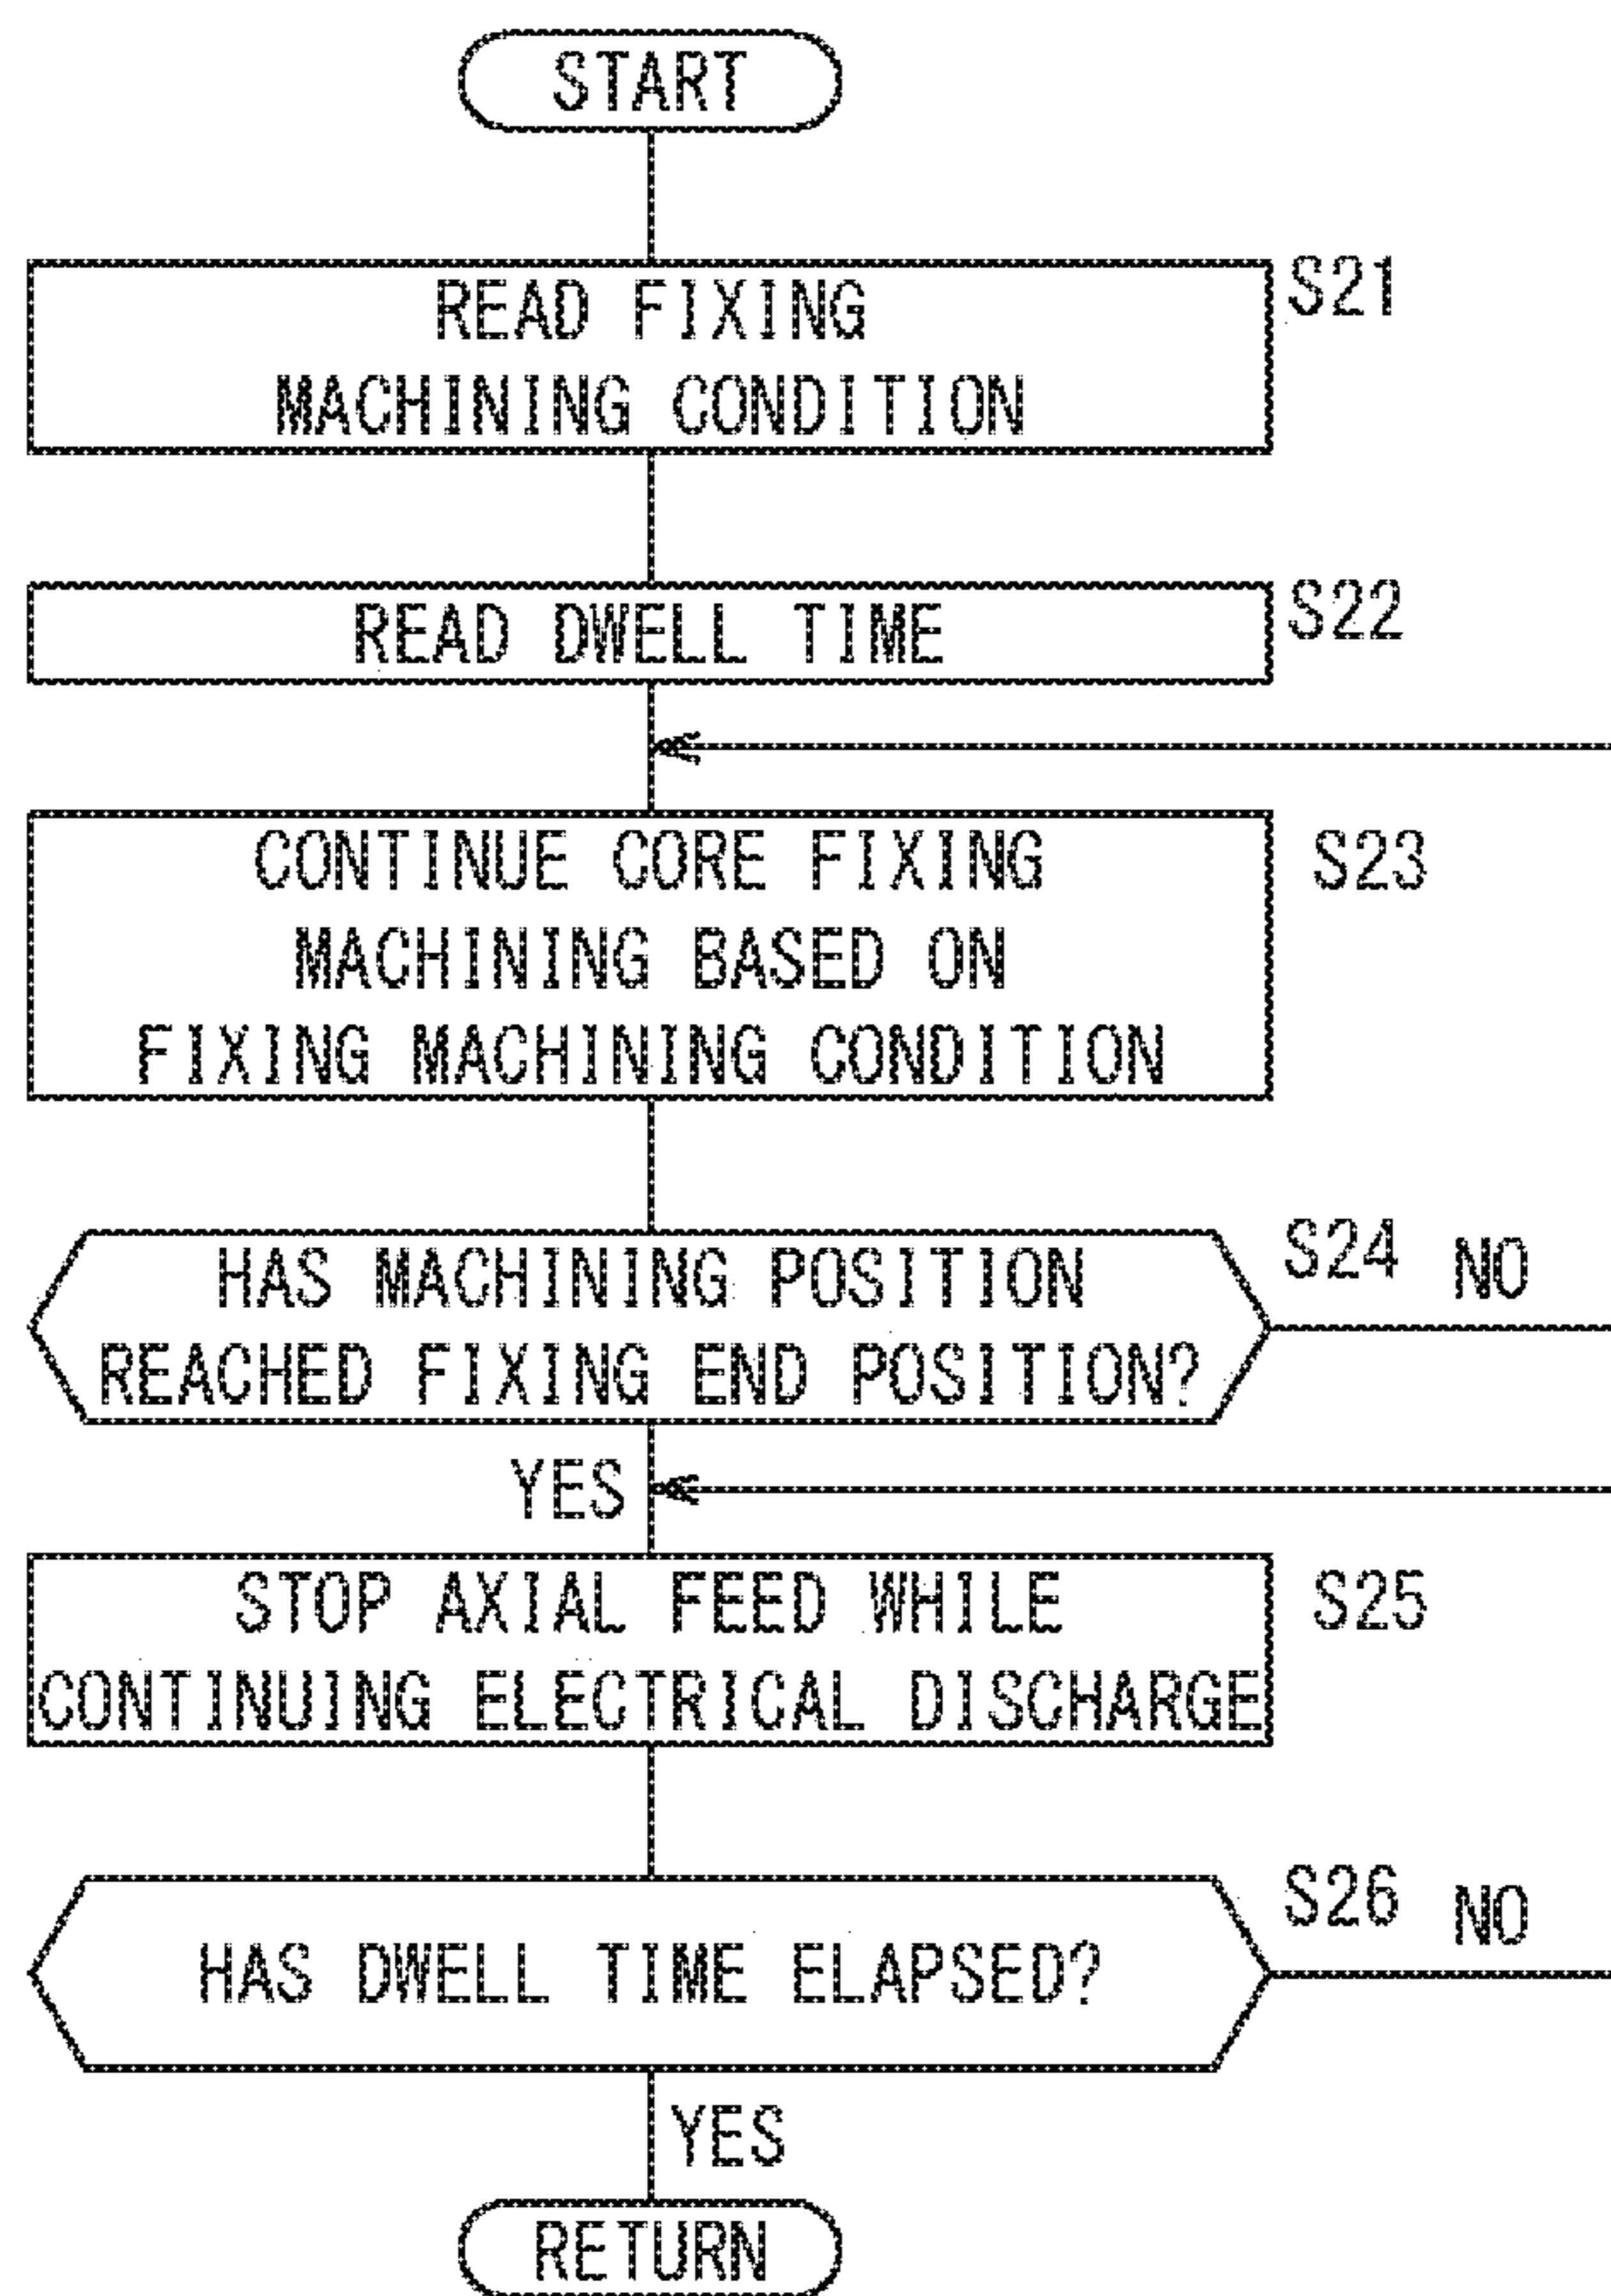 START
READ FIXING
MACHINING CONDITION
S21
READ DWELL TIME
S22
CONTINUE CORE FIXING
MACHINING BASED ON
FIXING MACHINING CONDITION
S23
HAS MACHINING POSITION
REACHED FIXING END POSITION?
S24
NO
YES
STOP AXIAL FEED WHILE
CONTINUING ELECTRICAL DISCHARGE
S25
HAS DWELL TIME ELAPSED?
S26
NO
YES
RETURN